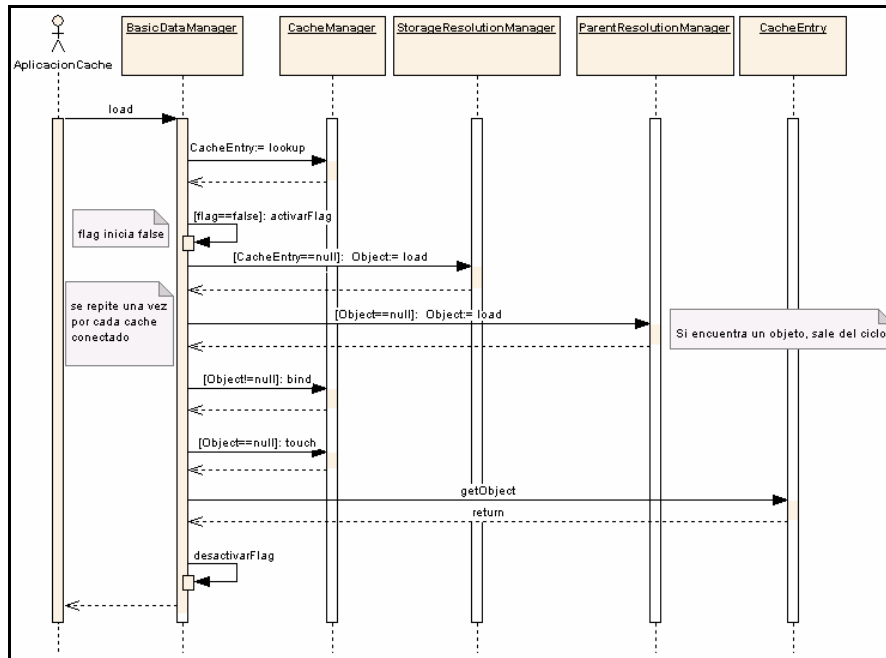 BasicDataManager
CacheManager
StorageResolutionManager
ParentResolutionManager
CacheEntry
AplicacionCache
load
CacheEntry:= lookup
[flag==false]: activarFlag
flag inicia false
[CacheEntry==null]: Object:= load
se repite una vez
por cada cache
conectado
[Object==null]: Object:= load
Si encuentra un objeto, sale del ciclo
[Object!=null]: bind
[Object==null]: touch
getObject
return
desactivarFlag